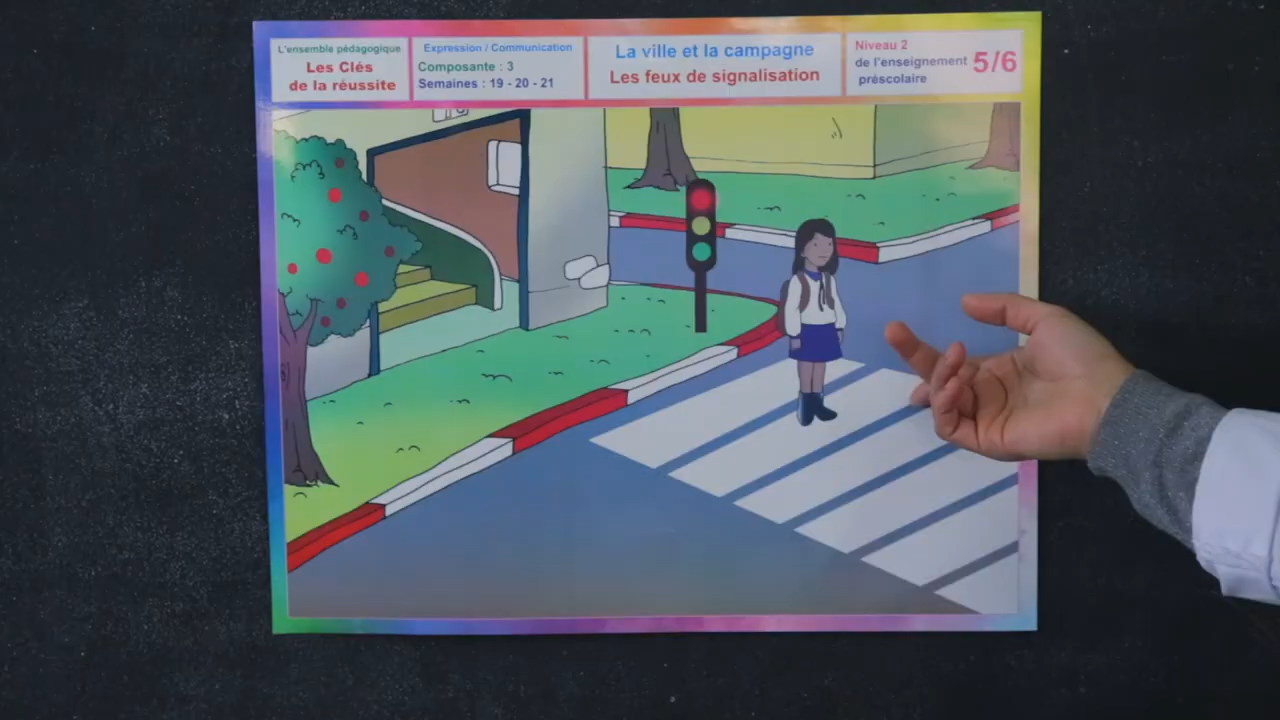 L'ensemble pédagogique
Les Clés
de la réussite
Expression / Communication
Composante : 3
Semaines : 19 - 20 - 21
La ville et la campagne
Les feux de signalisation
Niveau 2
de l'enseignement
préscolaire
5/6